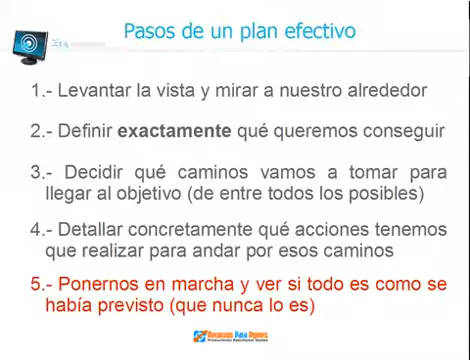 Pasos de un plan efectivo
1.- Levantar la vista y mirar a nuestro alrededor
2.- Definir exactamente qué queremos conseguir
3.- Decidir qué caminos vamos a tomar para
llegar al objetivo (de entre todos los posibles)
4.- Detallar concretamente qué acciones tenemos
que realizar para andar por esos caminos
5.- Ponernos en marcha y ver si todo es como se
había previsto (que nunca lo es)
Recursos Para Pymes